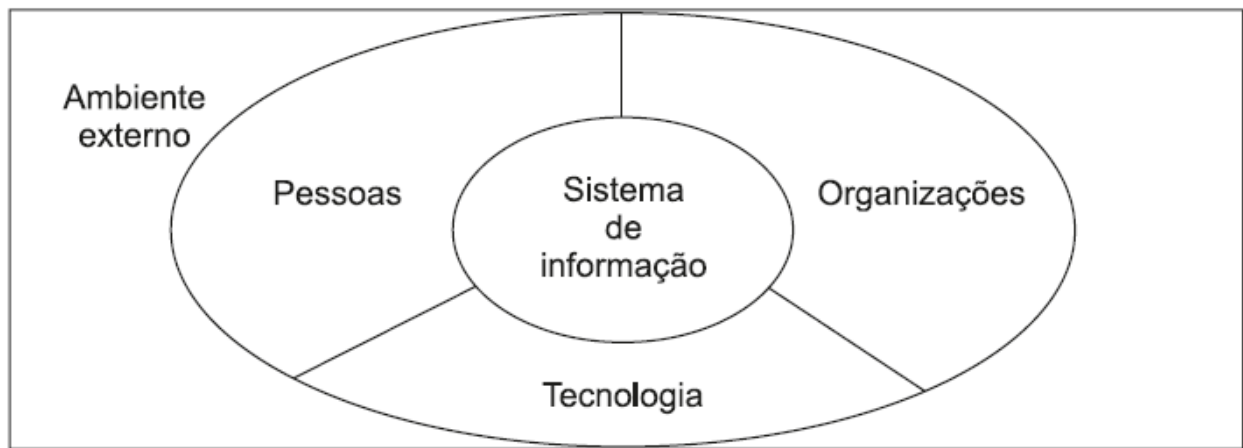 Ambiente
externo
Pessoas
Sistema
de
informação
Organizações
Tecnologia